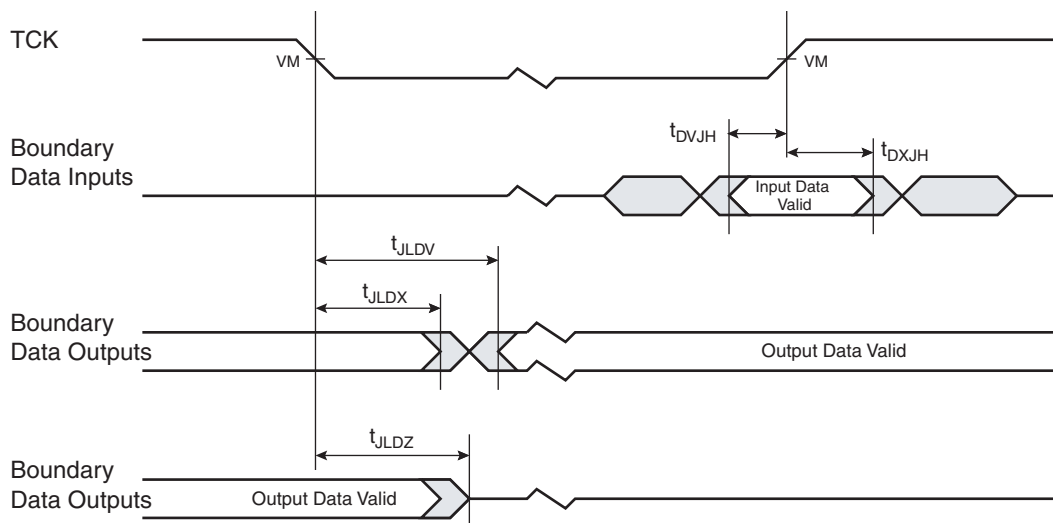 TCK
VM
VM
Boundary
Data Inputs
tDVJH
tDXJH
Input Data
Valid
tJLDV
tJLDX
Boundary
Data Outputs
Output Data Valid
tJLDZ
Boundary
Data Outputs
Output Data Valid